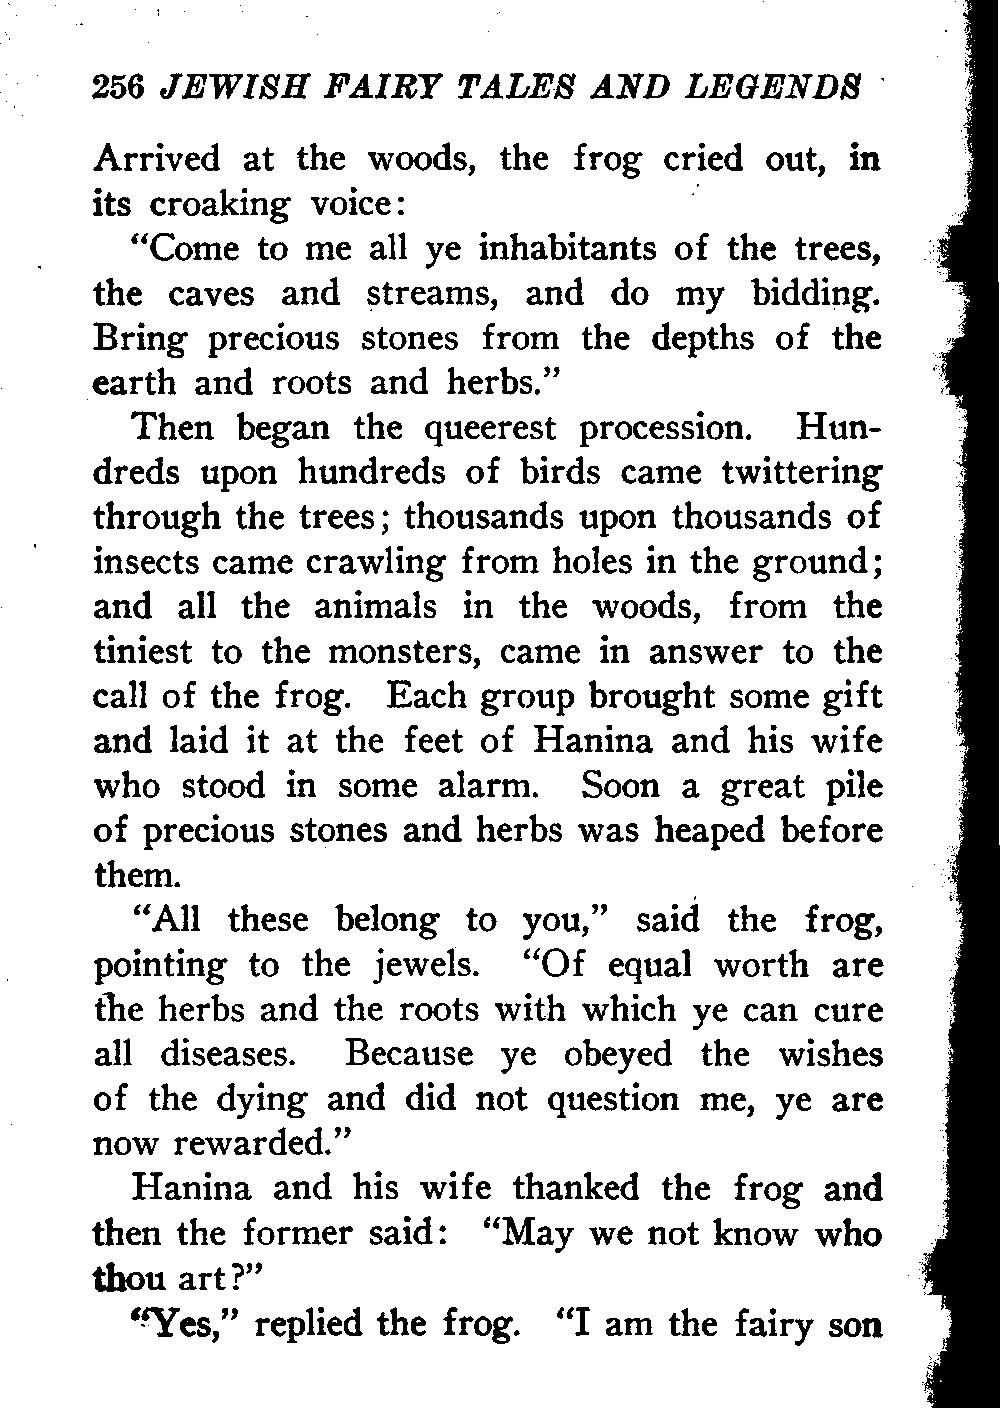 256 JEWISH FAIRY TALES AND LEGENDS
Arrived at the woods, the frog cried out, in
its croaking voice:
"Come to me all ye inhabitants of the trees,
the caves and streams, and do my bidding.
Bring precious stones from the depths of the
earth and roots and herbs."
Then began the queerest procession. Hun-
dreds upon hundreds of birds came twittering
through the trees; thousands upon thousands of
insects came crawling from holes in the ground;
and all the animals in the woods, from the
tiniest to the monsters, came in answer to the
call of the frog. Each group brought some gift
and laid it at the feet of Hanina and his wife
who stood in some alarm. Soon a great pile
of precious stones and herbs was heaped before
them.
"All these belong to you," said the frog,
pointing to the jewels. "Of equal worth are
the herbs and the roots with which ye can cure
all diseases. Because ye obeyed the wishes
of the dying and did not question me, ye are
now rewarded."
Hanina and his wife thanked the frog and
then the former said: "May we not know who
thou art?"
"Yes," replied the frog. "I am the fairy son